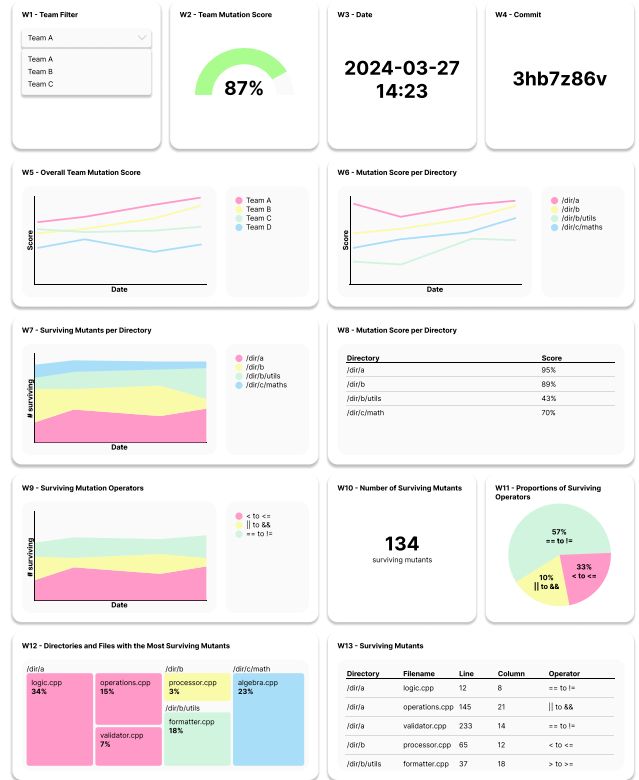 W1 - Team Filter
Team A
Team A
Team B
Team C
W2 - Team Mutation Score
87%
W3 - Date
2024-03-27
14:23
W4 - Commit
3hb7z86v
W5 - Overall Team Mutation Score
Score
Date
Team A
Team B
Team C
Team D
W6 - Mutation Score per Directory
Score
Date
/dir/a
/dir/b
/dir/b/utils
/dir/c/maths
W7 - Surviving Mutants per Directory
# surviving
Date
/dir/a
/dir/b
/dir/b/utils
/dir/c/maths
W8 - Mutation Score per Directory
Directory Score
/dir/a 95%
/dir/b 89%
/dir/b/utils 43%
/dir/c/math 70%
W9 - Surviving Mutation Operators
# surviving
Date
< to <=
|| to &&
== to !=
W10 - Number of Surviving Mutants
134
surviving mutants
W11 - Proportions of Surviving
Operators
57%
== to !=
33%
< to <=
10%
|| to &&
W12 - Directories and Files with the Most Surviving Mutants
/dir/a
logic.cpp
34%
operations.cpp
15%
validator.cpp
7%
/dir/b
processor.cpp
3%
/dir/b/utils
formatter.cpp
18%
/dir/c/math
algebra.cpp
23%
W13 - Surviving Mutants
Directory Filename Line Column Operator
/dir/a logic.cpp 12 8 == to !=
/dir/a operations.cpp 145 21 || to &&
/dir/a validator.cpp 233 14 == to !=
/dir/b processor.cpp 65 12 < to <=
/dir/b/utils formatter.cpp 37 18 > to >=